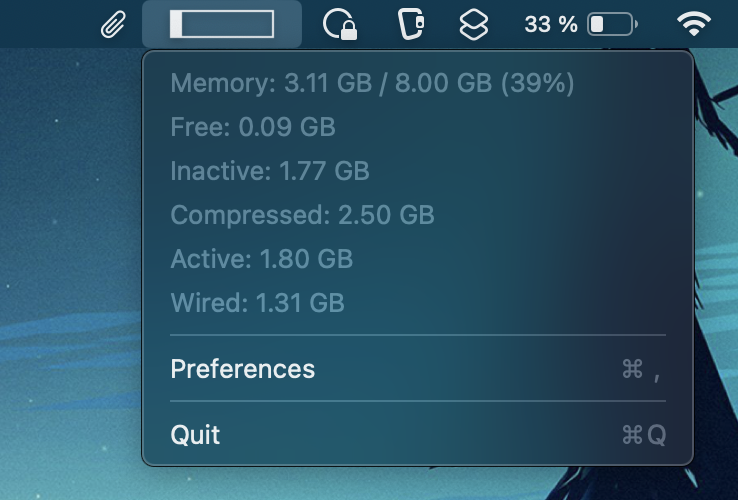 33 %
Memory: 3.11 GB / 8.00 GB (39%)
Free: 0.09 GB
Inactive: 1.77 GB
Compressed: 2.50 GB
Active: 1.80 GB
Wired: 1.31 GB
Preferences ⌘ ,
Quit ⌘Q